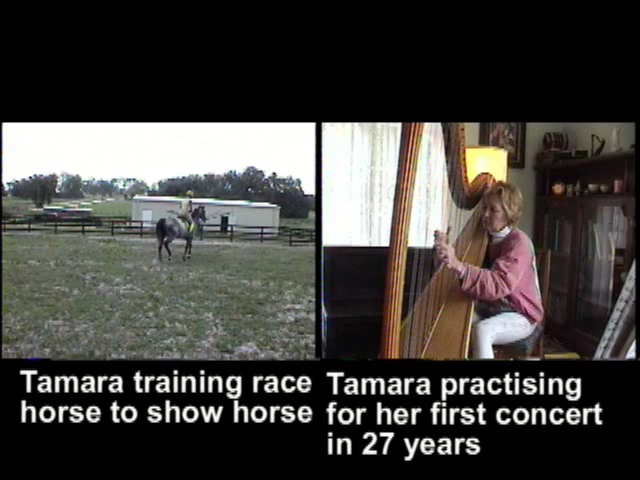 Tamara training race
horse to show horse
Tamara practising
for her first concert
in 27 years